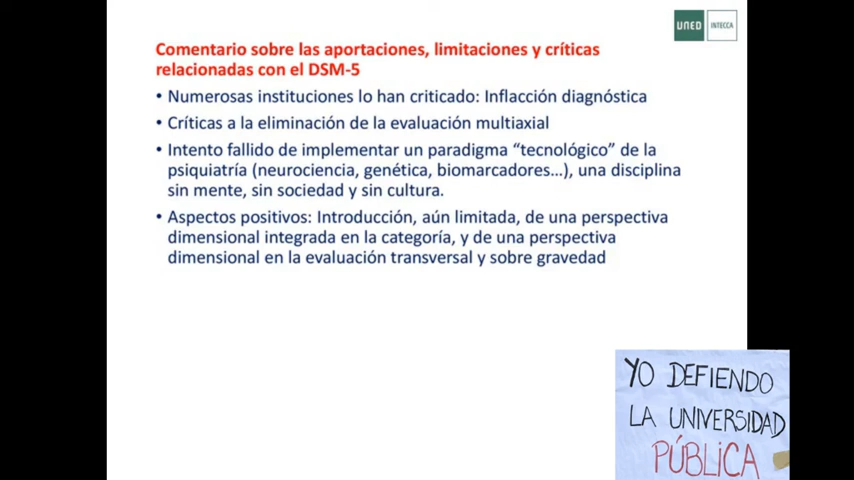 UNED
INTECCA
Comentario sobre las aportaciones, limitaciones y críticas
relacionadas con el DSM-5
• Numerosas instituciones lo han criticado: Inflacción diagnóstica
• Críticas a la eliminación de la evaluación multiaxial
• Intento fallido de implementar un paradigma “tecnológico” de la
psiquiatría (neurociencia, genética, biomarcadores…), una disciplina
sin mente, sin sociedad y sin cultura.
• Aspectos positivos: Introducción, aún limitada, de una perspectiva
dimensional integrada en la categoría, y de una perspectiva
dimensional en la evaluación transversal y sobre gravedad
YO DEFIENDO
LA UNIVERSIDAD
PÚBLICA